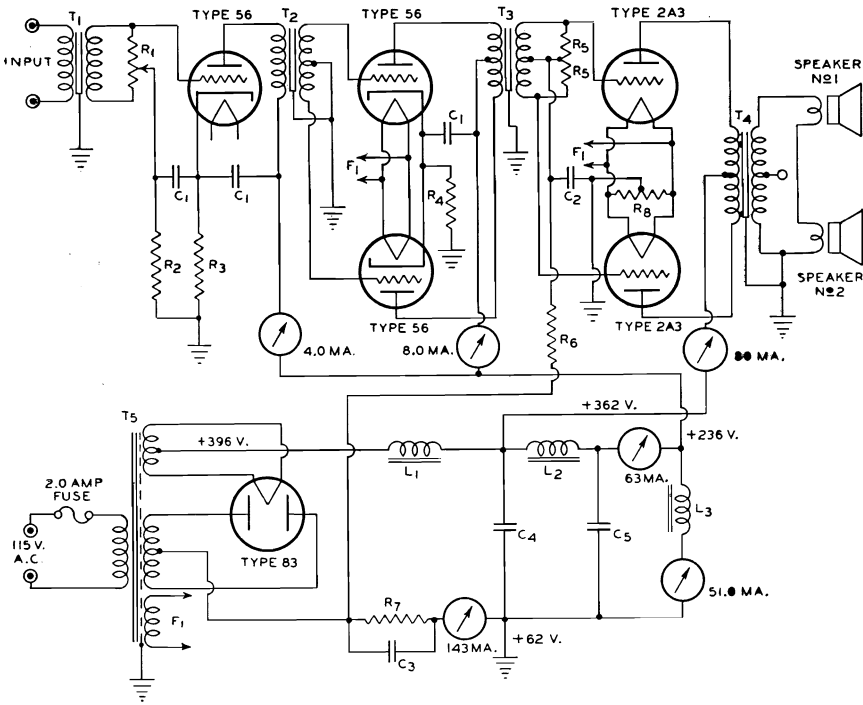 TYPE 56
TYPE 56
TYPE 2A3
T1
T2
T3
INPUT
R1
R5
R5
SPEAKER
No1
T4
C1
C1
C1
F1
R4
F1
C2
R8
R2
R3
SPEAKER
No2
TYPE 56
TYPE 2A3
4.0 MA.
8.0 MA.
R6
80 MA.
+362 V.
T5
+396 V.
+236 V.
L1
L2
63 MA.
L3
2.0 AMP
FUSE
115 V.
A.C.
TYPE 83
C4
C5
51.0 MA.
F1
R7
C3
143 MA.
+62 V.